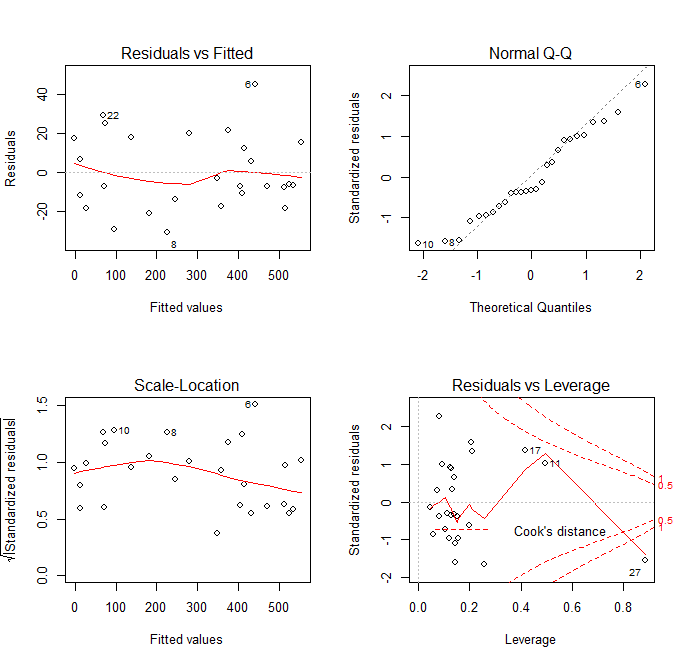 Residuals vs Fitted
Residuals
40
20
0
-20
6
22
8
0 100 200 300 400 500
Fitted values
Normal Q-Q
Standardized residuals
2
1
0
-1
6
10
8
-2 -1 0 1 2
Theoretical Quantiles
Scale-Location
√|Standardized residuals|
1.5
1.0
0.5
0.0
6
10
8
0 100 200 300 400 500
Fitted values
Residuals vs Leverage
Standardized residuals
2
1
0
-1
-2
17
11
1
0.5
0.5
1
Cook's distance
27
0.0 0.2 0.4 0.6 0.8
Leverage